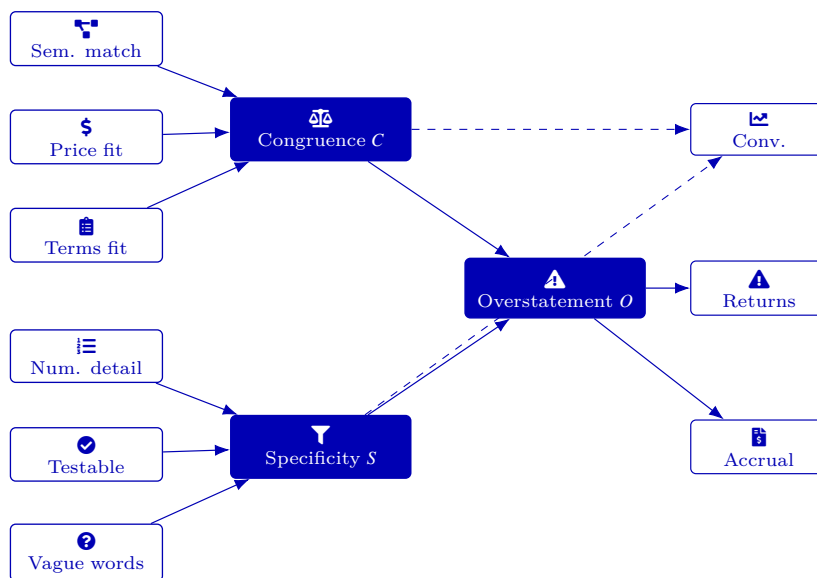 Sem. match
Price fit
Terms fit
Congruence C
Conv.
Overstatement O
Returns
Num. detail
Testable
Vague words
Specificity S
Accrual